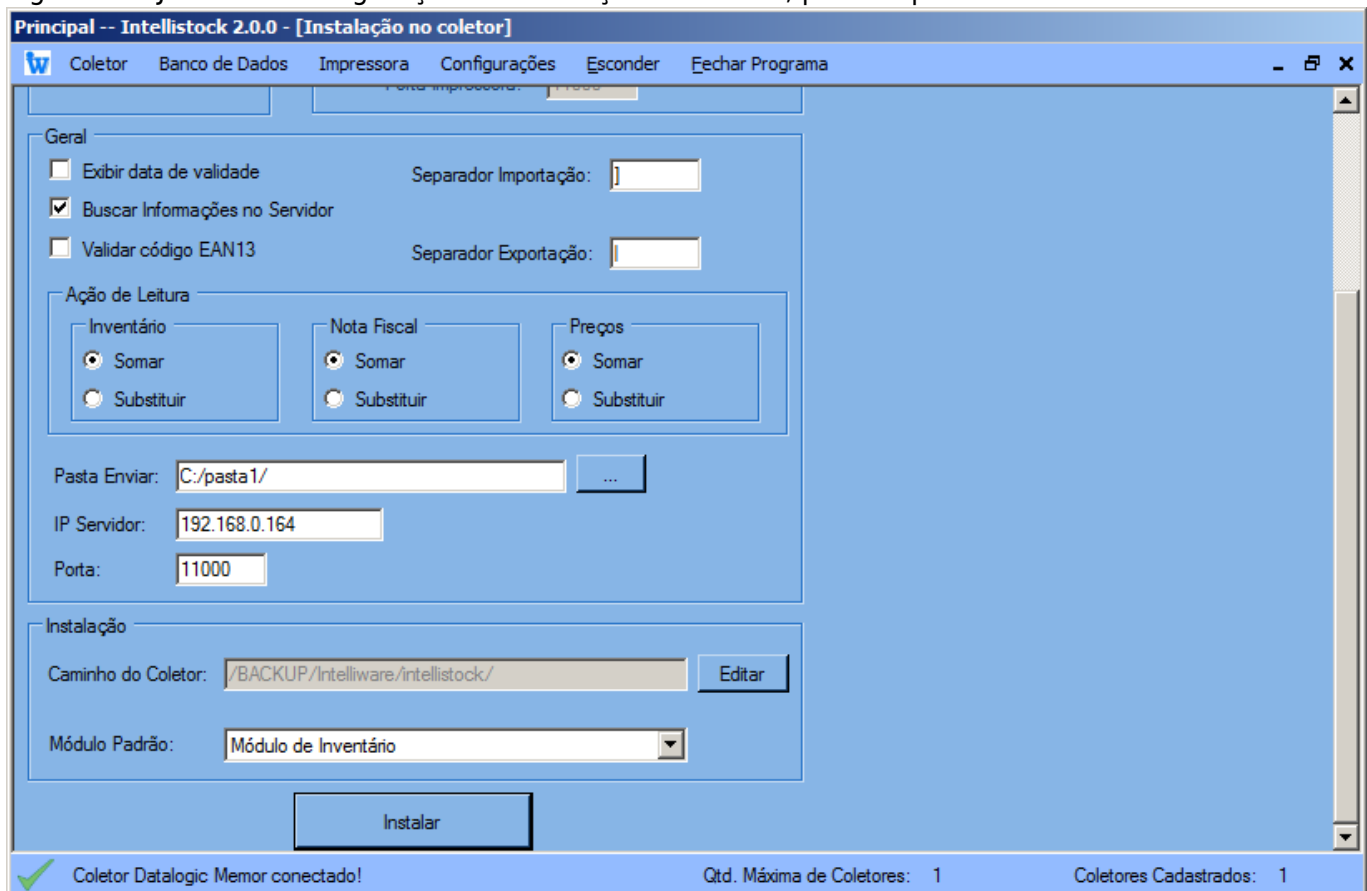 Principal -- Intellistock 2.0.0 - [Instalação no coletor]
Coletor Banco de Dados Impressora Configurações Esconder Fechar Programa
Geral
Exibir data de validade Separador Importação: ]
Buscar Informações no Servidor
Validar código EAN13 Separador Exportação: |
Ação de Leitura
Inventário Nota Fiscal Preços
Somar Somar Somar
Substituir Substituir Substituir
Pasta Enviar: C:/pasta1/ ...
IP Servidor: 192.168.0.164
Porta: 11000
Instalação
Caminho do Coletor: /BACKUP/Intelliware/intellistock/ Editar
Módulo Padrão: Módulo de Inventário
Instalar
Coletor Datalogic Memor conectado! Qtd. Máxima de Coletores: 1 Coletores Cadastrados: 1